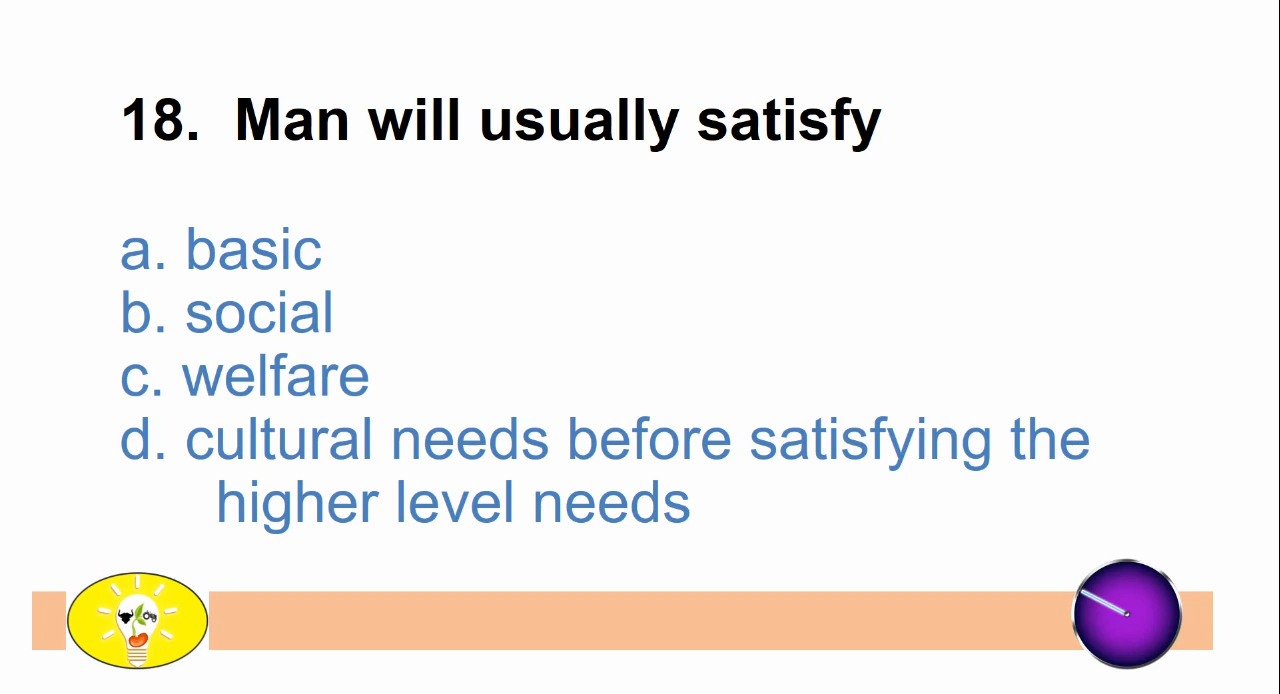 18. Man will usually satisfy
a. basic
b. social
c. welfare
d. cultural needs before satisfying the
higher level needs